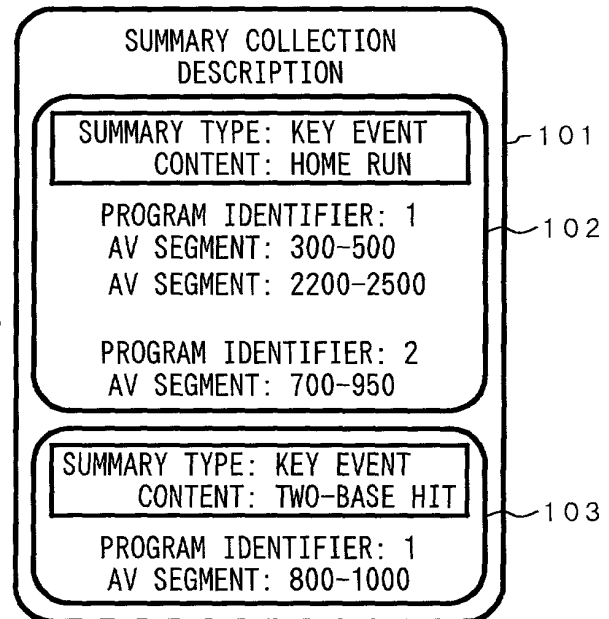 SUMMARY COLLECTION
DESCRIPTION
SUMMARY TYPE: KEY EVENT
CONTENT: HOME RUN
101
PROGRAM IDENTIFIER: 1
102
AV SEGMENT: 300-500
AV SEGMENT: 2200-2500
PROGRAM IDENTIFIER: 2
AV SEGMENT: 700-950
SUMMARY TYPE: KEY EVENT
CONTENT: TWO-BASE HIT
103
PROGRAM IDENTIFIER: 1
AV SEGMENT: 800-1000